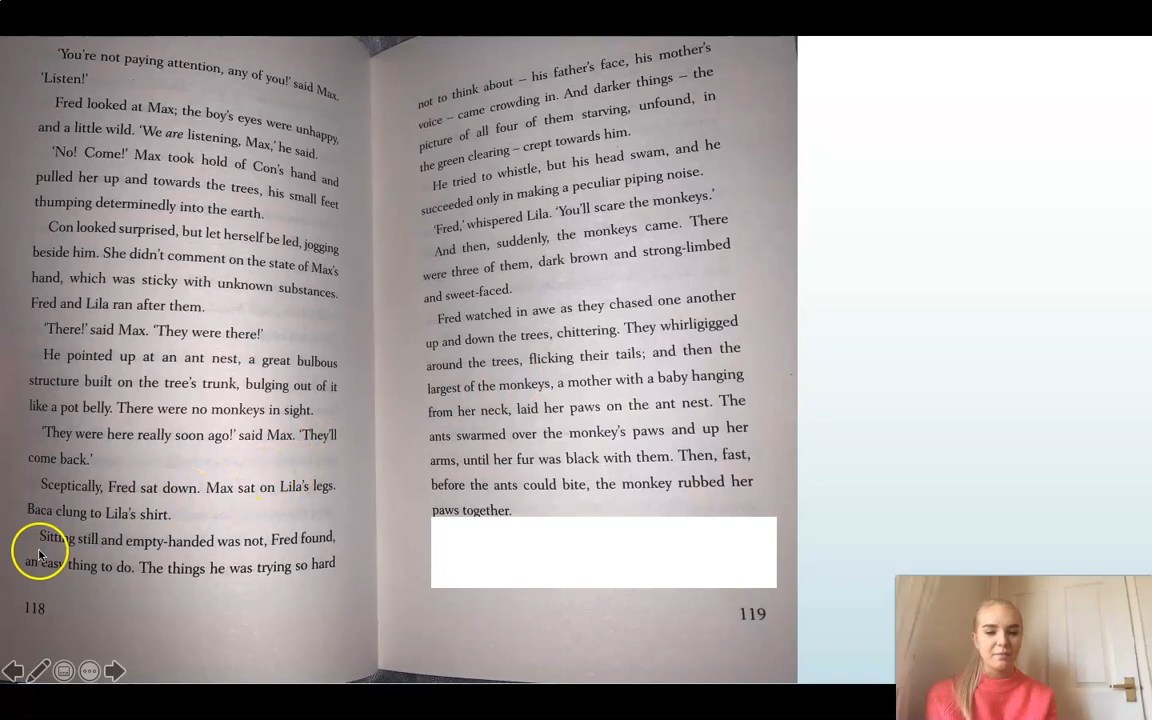 'You're not paying attention, any of you!' said Max.
'Listen!'
Fred looked at Max; the boy's eyes were unhappy,
and a little wild. 'We are listening, Max,' he said.
'No! Come!' Max took hold of Con's hand and
pulled her up and towards the trees, his small feet
thumping determinedly into the earth.
Con looked surprised, but let herself be led, jogging
beside him. She didn't comment on the state of Max's
hand, which was sticky with unknown substances.
Fred and Lila ran after them.
'There!' said Max. 'They were there!'
He pointed up at an ant nest, a great bulbous
structure built on the tree's trunk, bulging out of it
like a pot belly. There were no monkeys in sight.
'They were here really soon ago!' said Max. 'They'll
come back.'
Sceptically, Fred sat down. Max sat on Lila's legs.
Baca clung to Lila's shirt.
Sitting still and empty-handed was not, Fred found,
an easy thing to do. The things he was trying so hard
118
not to think about – his father's face, his mother's
voice – came crowding in. And darker things – the
picture of all four of them starving, unfound, in
the green clearing – crept towards him.
He tried to whistle, but his head swam, and he
succeeded only in making a peculiar piping noise.
'Fred,' whispered Lila. 'You'll scare the monkeys.'
And then, suddenly, the monkeys came. There
were three of them, dark brown and strong-limbed
and sweet-faced.
Fred watched in awe as they chased one another
up and down the trees, chittering. They whirligigged
around the trees, flicking their tails; and then the
largest of the monkeys, a mother with a baby hanging
from her neck, laid her paws on the ant nest. The
ants swarmed over the monkey's paws and up her
arms, until her fur was black with them. Then, fast,
before the ants could bite, the monkey rubbed her
paws together.
119